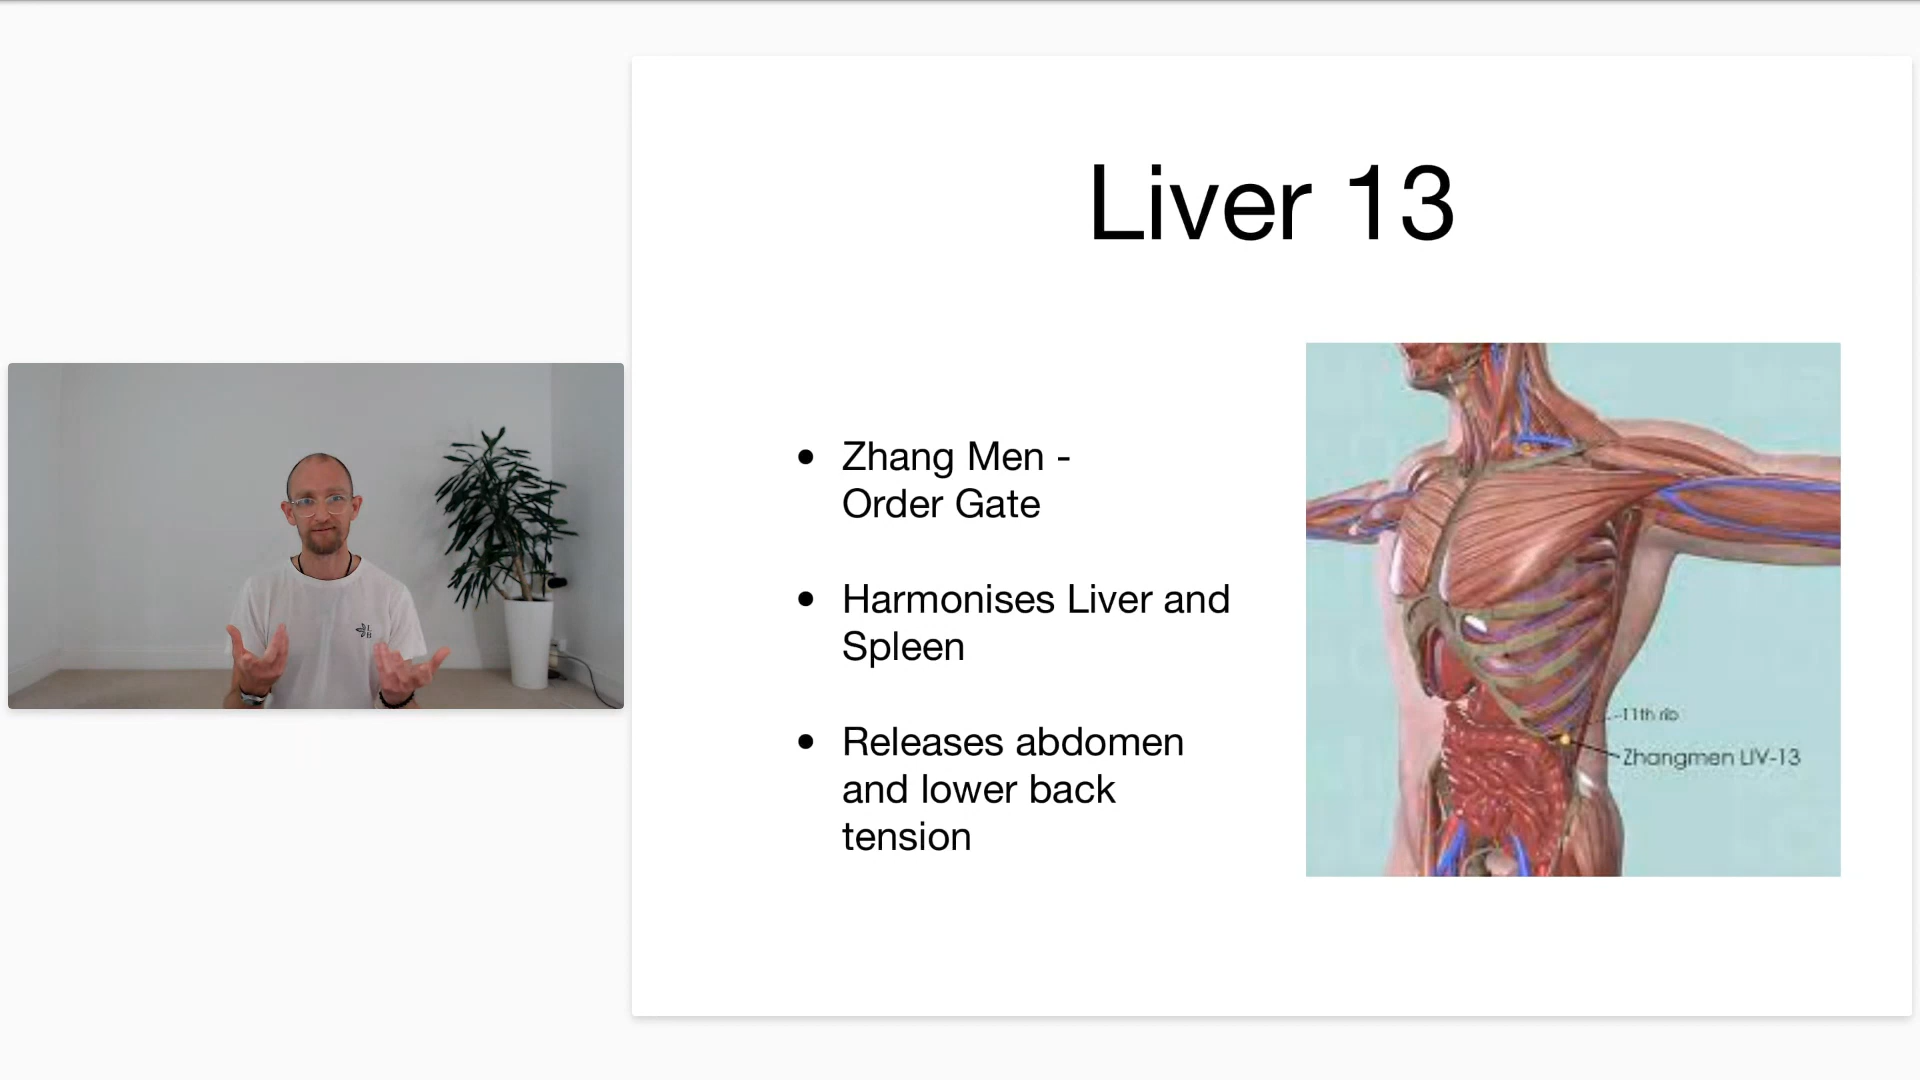 Liver 13
• Zhang Men -
Order Gate
• Harmonises Liver and
Spleen
• Releases abdomen
and lower back
tension
11th rib
Zhangmen LIV-13